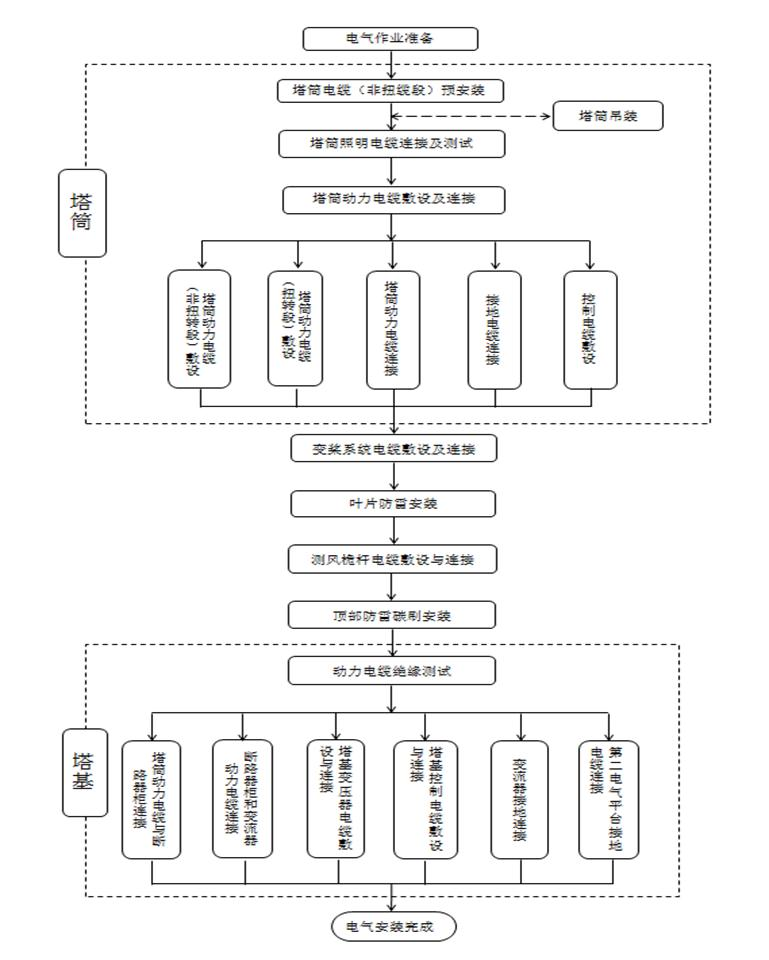 电气作业准备
塔筒电缆（非扭缆段）预安装
塔筒吊装
塔筒照明电缆连接及测试
塔筒
塔筒动力电缆敷设及连接
塔筒动力电缆
（非扭转段）敷设
塔筒动力电缆
（扭转段）敷设
塔筒动力电缆连接
接地电缆连接
控制电缆敷设
变桨系统电缆敷设及连接
叶片防雷安装
测风桅杆电缆敷设与连接
顶部防雷碳刷安装
动力电缆绝缘测试
塔基
塔筒动力电缆与断
路器柜连接
断路器柜和变流器
动力电缆连接
塔基变压器电缆敷
设与连接
塔基控制电缆敷设
与连接
变流器接地连接
第二电气平台接地
电缆连接
电气安装完成